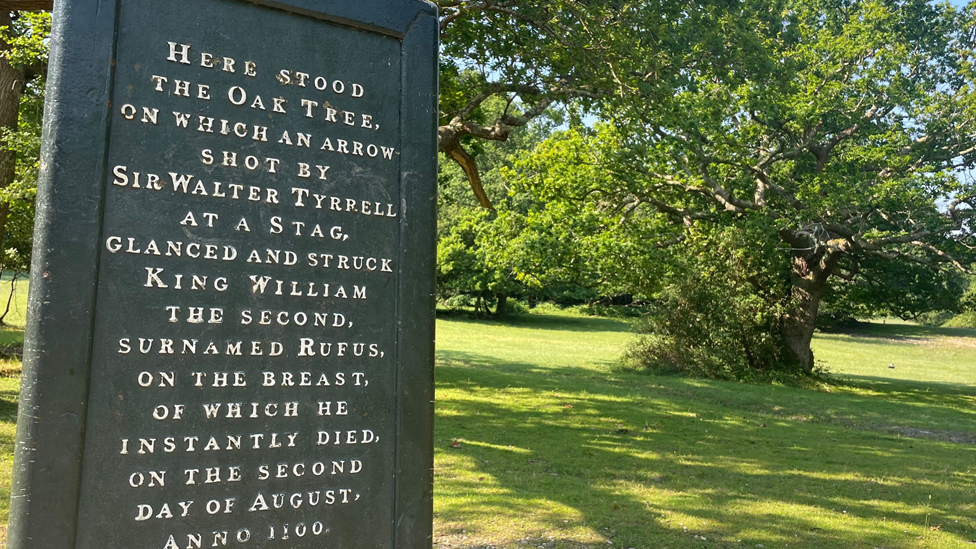 HERE STOOD
THE OAK TREE,
ON WHICH AN ARROW
SHOT BY
SIR WALTER TYRRELL
AT A STAG,
GLANCED AND STRUCK
KING WILLIAM
THE SECOND,
SURNAMED RUFUS,
ON THE BREAST,
OF WHICH HE
INSTANTLY DIED,
ON THE SECOND
DAY OF AUGUST,
ANNO 1100.